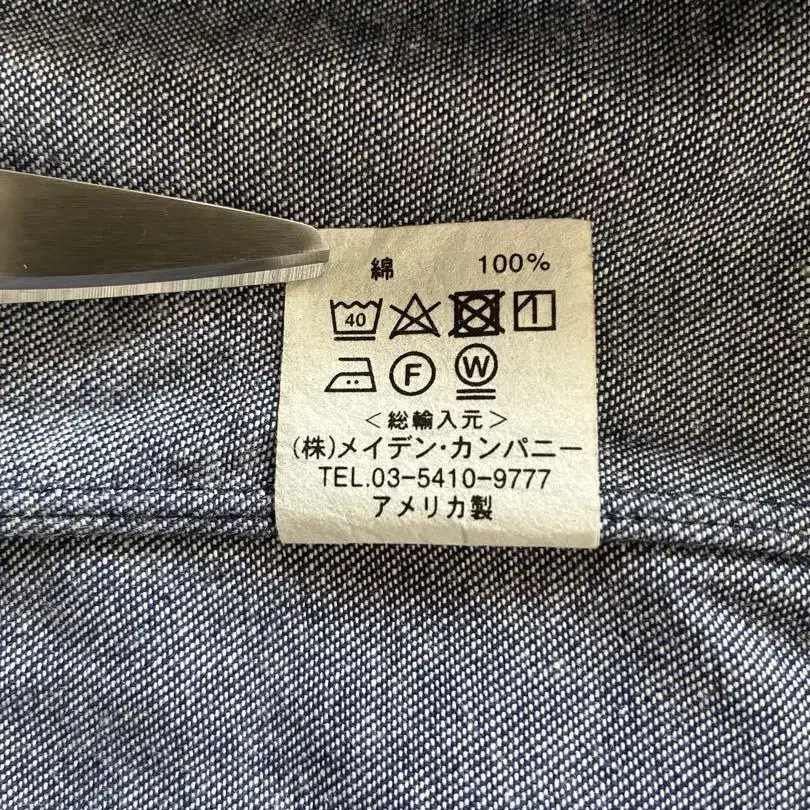 綿 100%
40
F W
＜総輸入元＞
(株)メイデン・カンパニー
TEL.03-5410-9777
アメリカ製